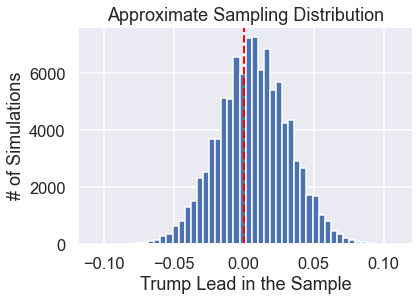 Approximate Sampling Distribution
# of Simulations
6000
4000
2000
0
−0.10 −0.05 0.00 0.05 0.10
Trump Lead in the Sample